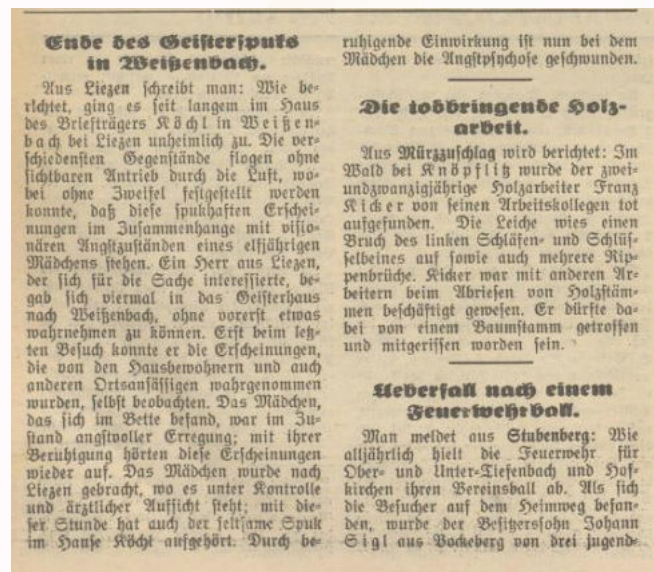 Ende des Geisterspuks
in Weißenbach.
Aus Liezen schreibt man: Wie be-
richtet, ging es seit langem im Haus
des Briefträgers Köchl in Weißen-
bach bei Liezen unheimlich zu. Die ver-
schiedensten Gegenstände flogen ohne
sichtbaren Antrieb durch die Luft, wo-
bei ohne Zweifel festgestellt werden
konnte, daß diese spukhaften Erschei-
nungen im Zusammenhange mit visio-
nären Angstzuständen eines elfjährigen
Mädchens stehen. Ein Herr aus Liezen,
der sich für die Sache interessierte, be-
gab sich viermal in das Geisterhaus
nach Weißenbach, ohne vorerst etwas
wahrnehmen zu können. Erst beim letz-
ten Besuch konnte er die Erscheinungen,
die von den Hausbewohnern und auch
anderen Ortsansässigen wahrgenommen
wurden, selbst beobachten. Das Mädchen,
das sich im Bette befand, war im Zu-
stand angstvoller Erregung; mit ihrer
Beruhigung hörten diese Erscheinungen
wieder auf. Das Mädchen wurde nach
Liezen gebracht, wo es unter Kontrolle
und ärztlicher Aufsicht steht; mit die-
ser Stunde hat auch der seltsame Spuk
im Hause Köchl aufgehört. Durch be-
ruhigende Einwirkung ist nun bei dem
Mädchen die Angstpsychose geschwunden.
Die todbringende Holz-
arbeit.
Aus Mürzzuschlag wird berichtet: Im
Wald bei Knöpflitz wurde der zwei-
undzwanzigjährige Holzarbeiter Franz
Kicker von seinen Arbeitskollegen tot
aufgefunden. Die Leiche wies einen
Bruch des linken Schläfen- und Schlüs-
selbeines auf sowie auch mehrere Rip-
penbrüche. Kicker war mit anderen Ar-
beitern beim Abriesen von Holzstäm-
men beschäftigt gewesen. Er dürfte da-
bei von einem Baumstamm getroffen
und mitgerissen worden sein.
Ueberfall nach einem
Feuerwehrball.
Man meldet aus Stubenberg: Wie
alljährlich hielt die Feuerwehr für
Ober- und Unter-Tiefenbach und Hof-
kirchen ihren Vereinsball ab. Als sich
die Besucher auf dem Heimweg befan-
den, wurde der Besitzerssohn Johann
Sigl aus Vockeberg von drei jugend-